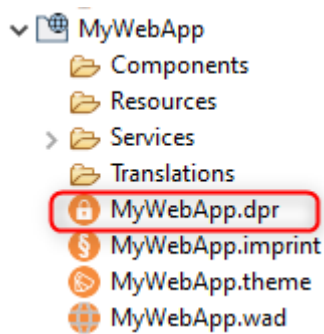 MyWebApp
Components
Resources
Services
Translations
MyWebApp.dpr
MyWebApp.imprint
MyWebApp.theme
MyWebApp.wad